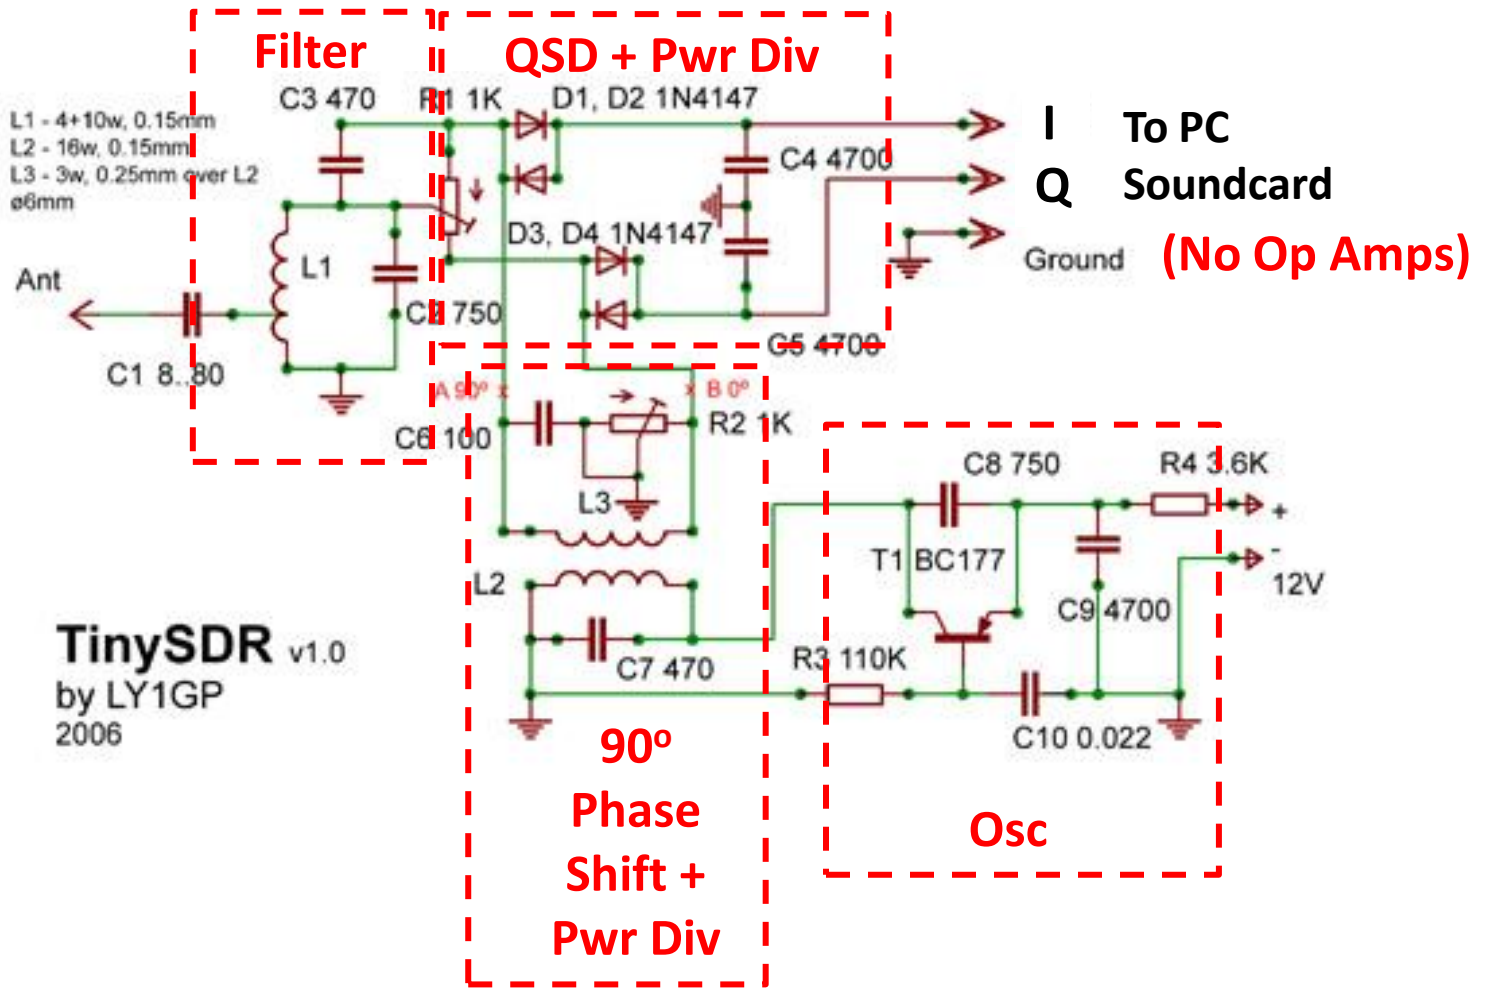 Filter
QSD + Pwr Div
C3 470
R1 1K
D1, D2 1N4147
L1 - 4+10w, 0.15mm
L2 - 16w, 0.15mm
L3 - 3w, 0.25mm over L2
ø6mm
I To PC
Q Soundcard
C4 4700
D3, D4 1N4147
Ground (No Op Amps)
Ant
L1
C2 750
C1 8..80
C5 4700
A 90º x
x B 0º
C6 100
R2 1K
L3
C8 750
R4 3.6K
+
-
12V
T1 BC177
L2
C9 4700
TinySDR v1.0
by LY1GP
2006
C7 470
R3 110K
C10 0.022
90º
Phase
Shift +
Pwr Div
Osc